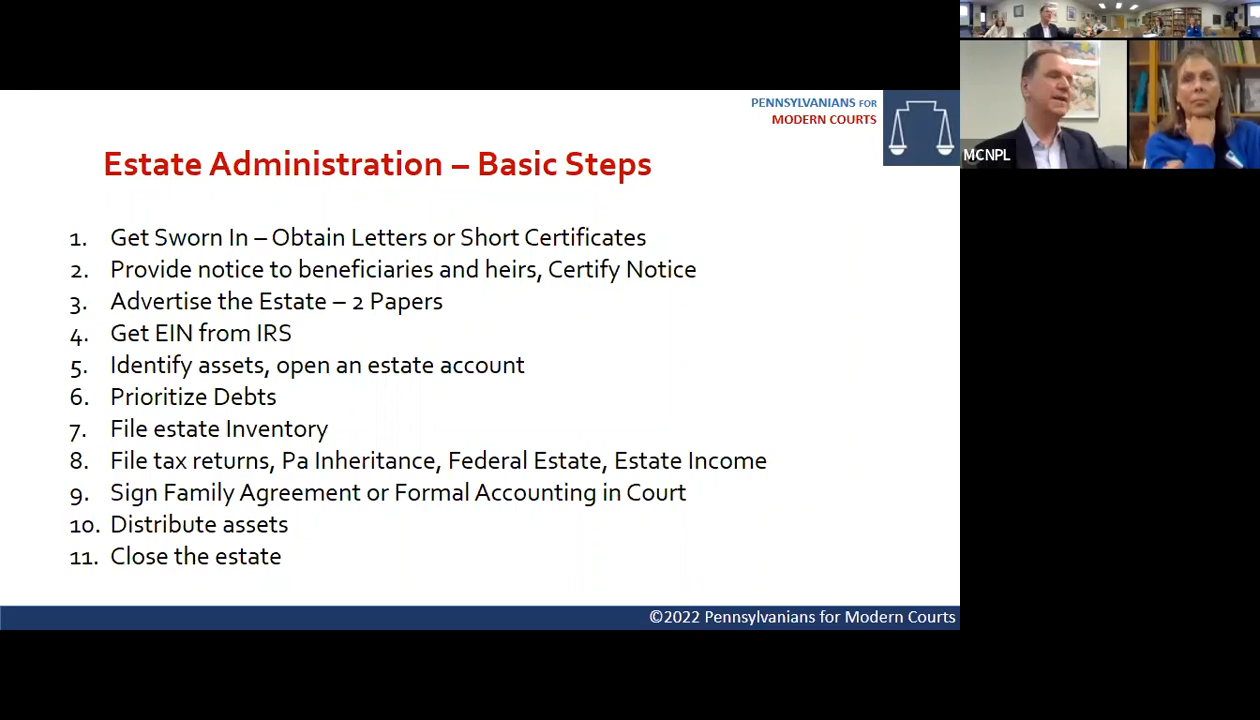 PENNSYLVANIANS FOR
MODERN COURTS
MCNPL
Estate Administration – Basic Steps
1. Get Sworn In – Obtain Letters or Short Certificates
2. Provide notice to beneficiaries and heirs, Certify Notice
3. Advertise the Estate – 2 Papers
4. Get EIN from IRS
5. Identify assets, open an estate account
6. Prioritize Debts
7. File estate Inventory
8. File tax returns, Pa Inheritance, Federal Estate, Estate Income
9. Sign Family Agreement or Formal Accounting in Court
10. Distribute assets
11. Close the estate
©2022 Pennsylvanians for Modern Courts